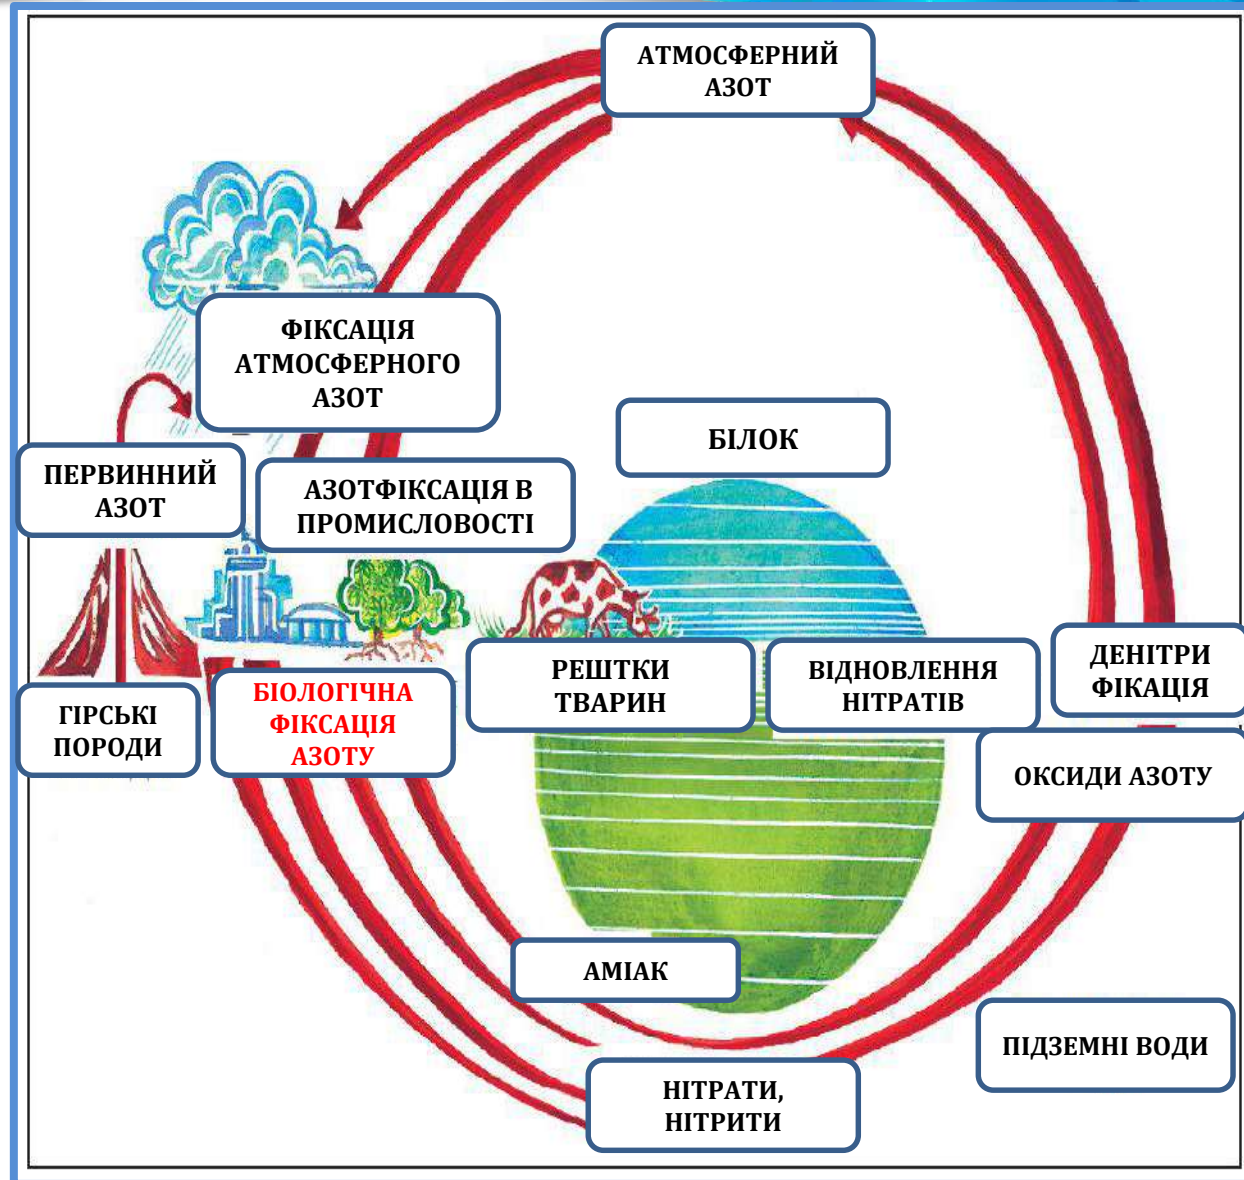 АТМОСФЕРНИЙ
АЗОТ
ФІКСАЦІЯ
АТМОСФЕРНОГО
АЗОТ
БІЛОК
ПЕРВИННИЙ
АЗОТ
АЗОТФІКСАЦІЯ В
ПРОМИСЛОВОСТІ
РЕШТКИ
ТВАРИН
ВІДНОВЛЕННЯ
НІТРАТІВ
ДЕНІТРИ
ФІКАЦІЯ
ГІРСЬКІ
ПОРОДИ
БІОЛОГІЧНА
ФІКСАЦІЯ
АЗОТУ
ОКСИДИ АЗОТУ
АМІАК
ПІДЗЕМНІ ВОДИ
НІТРАТИ,
НІТРИТИ